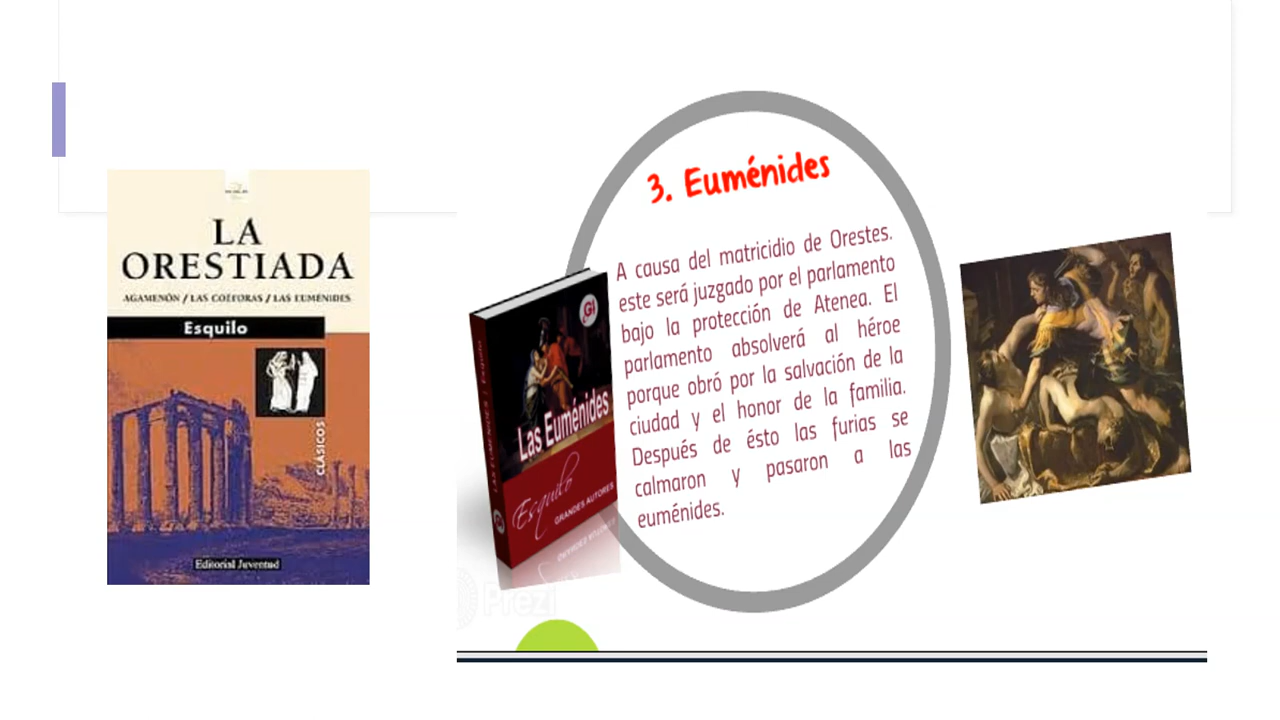 LA
ORESTIADA
AGAMENÓN / LAS COÉFORAS / LAS EUMÉNIDES
Esquilo
CLÁSICOS
Editorial Juventud
3. Euménides
A causa del matricidio de Orestes.
este será juzgado por el parlamento
bajo la protección de Atenea. El
parlamento absolverá al héroe
porque obró por la salvación de la
ciudad y el honor de la familia.
Después de ésto las furias se
calmaron y pasaron a las
euménides.
GI
Las Euménides
Esquilo
GRANDES AUTORES
LAS EUMÉNIDES | Esquilo
Prezi